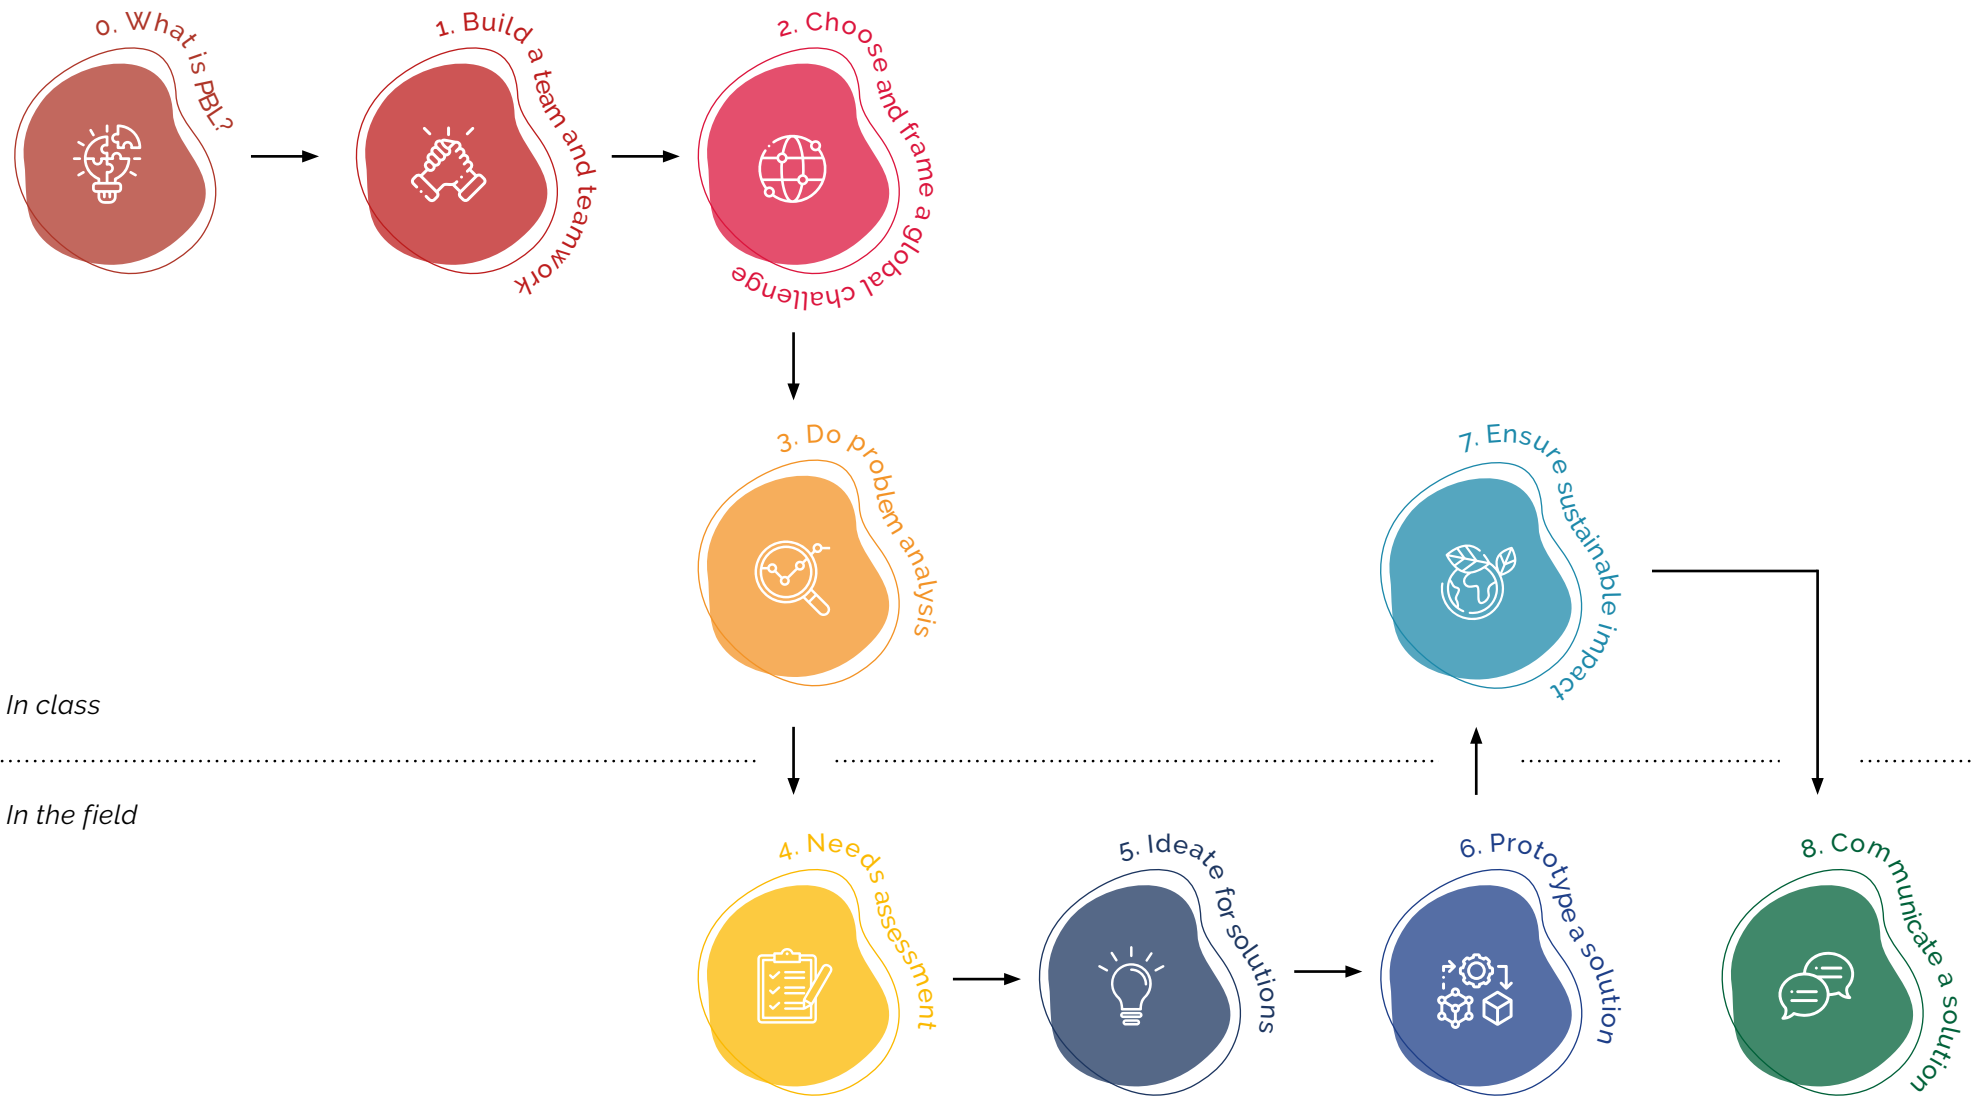 0. What is PBL?
1. Build a team and teamwork
2. Choose and frame a global challenge
3. Do problem analysis
7. Ensure sustainable impact
In class
In the field
4. Needs assessment
5. Ideate for solutions
6. Prototype a solution
8. Communicate a solution